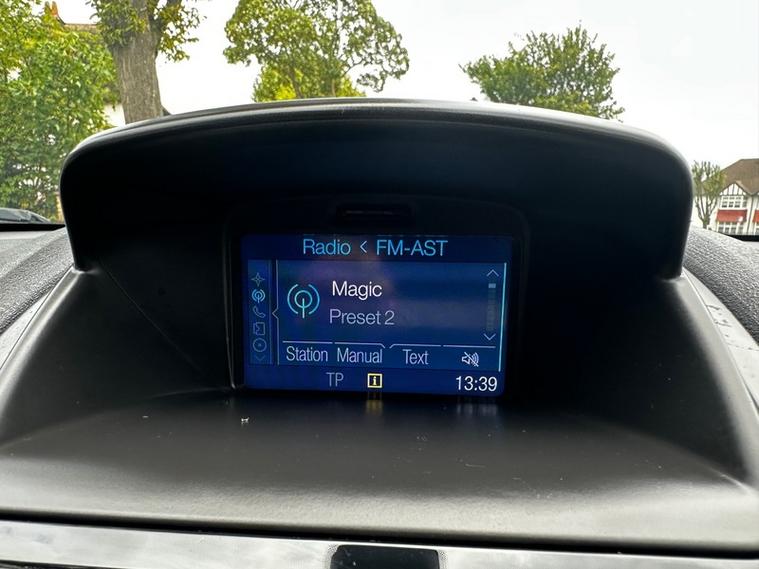 Radio < FM-AST
Magic
Preset 2
Station Manual Text
TP i 13:39